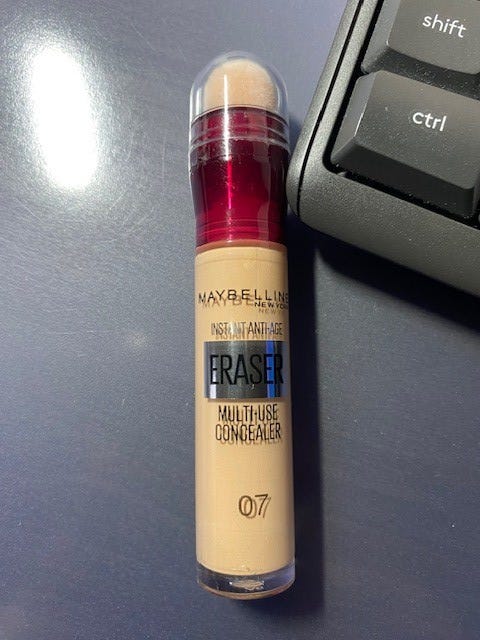 shift
ctrl
MAYBELLINE
NEW YORK
INSTANT ANTI-AGE
ERASER
MULTI-USE
CONCEALER
07